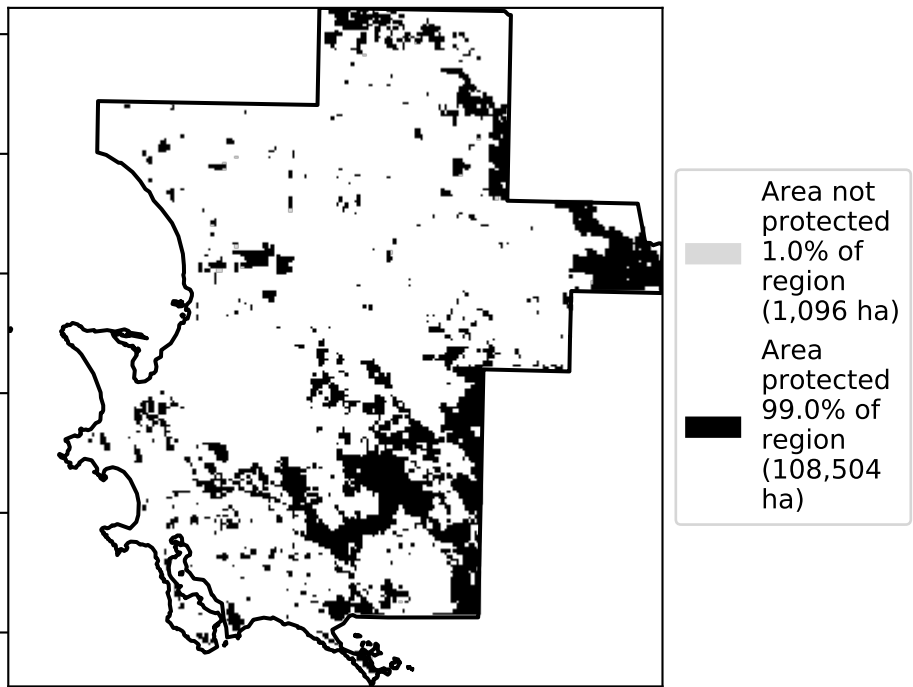 Area not
protected
1.0% of
region
(1,096 ha)
Area
protected
99.0% of
region
(108,504
ha)